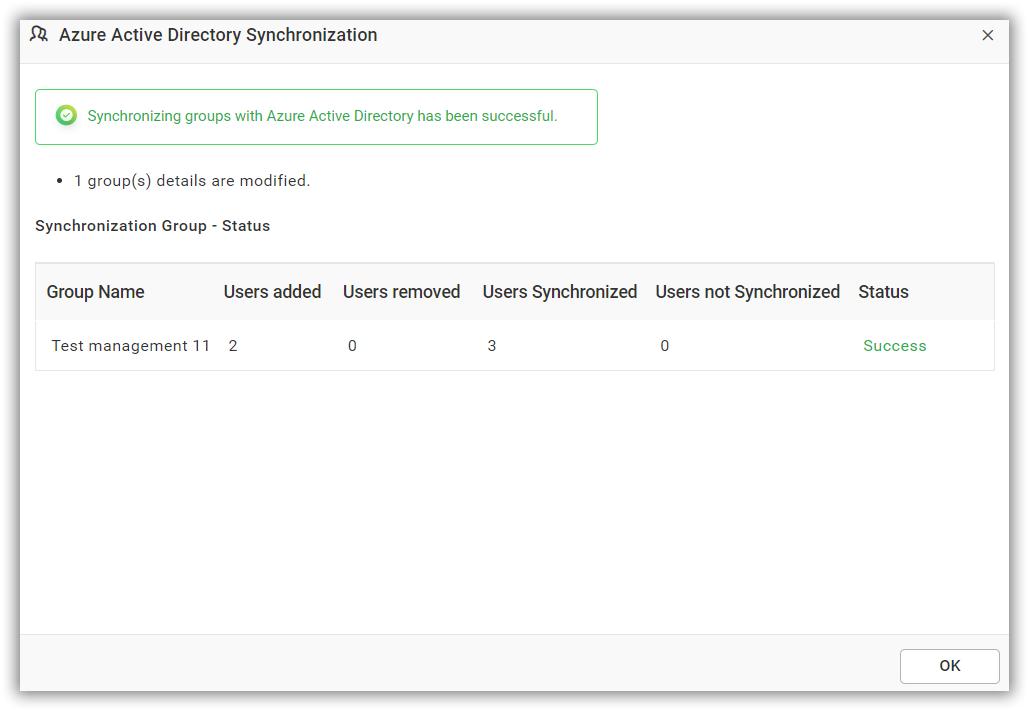 Azure Active Directory Synchronization
Synchronizing groups with Azure Active Directory has been successful.
• 1 group(s) details are modified.
Synchronization Group - Status
Group Name Users added Users removed Users Synchronized Users not Synchronized Status
Test management 11 2 0 3 0 Success
OK